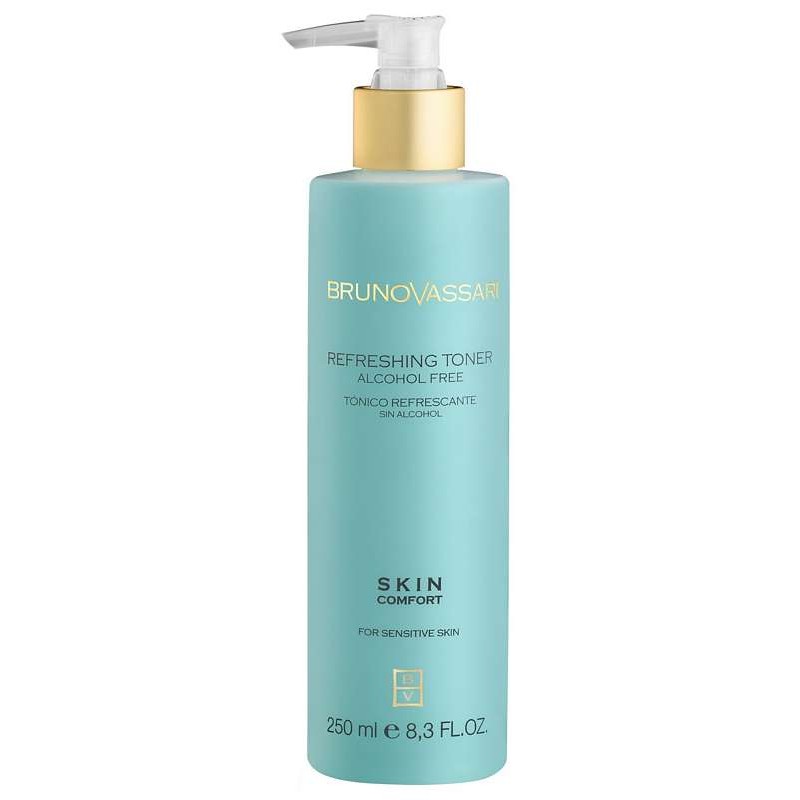 BRUNOVASSARI
REFRESHING TONER
ALCOHOL FREE
TÓNICO REFRESCANTE
SIN ALCOHOL
SKIN
COMFORT
FOR SENSITIVE SKIN
B
V
250 ml e 8,3 FL.OZ.